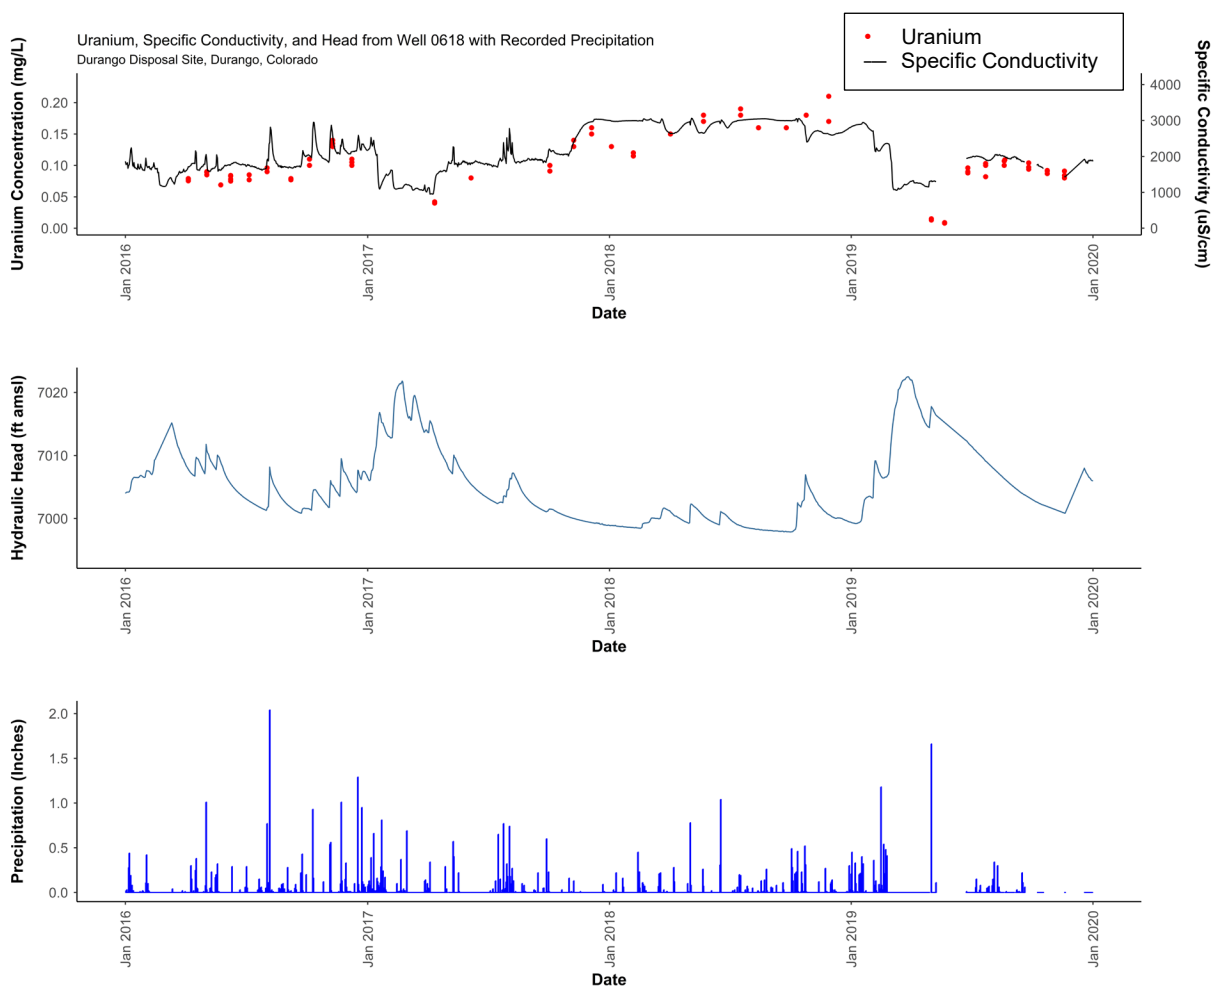 Uranium, Specific Conductivity, and Head from Well 0618 with Recorded Precipitation
Durango Disposal Site, Durango, Colorado
Uranium
Specific Conductivity
Uranium Concentration (mg/L)
0.20
0.15
0.10
0.05
0.00
4000
3000
2000
1000
0
Specific Conductivity (uS/cm)
Jan 2016
Jan 2017
Jan 2018
Jan 2019
Jan 2020
Date
Hydraulic Head (ft amsl)
7020
7010
7000
Jan 2016
Jan 2017
Jan 2018
Jan 2019
Jan 2020
Date
Precipitation (Inches)
2.0
1.5
1.0
0.5
0.0
Jan 2016
Jan 2017
Jan 2018
Jan 2019
Jan 2020
Date